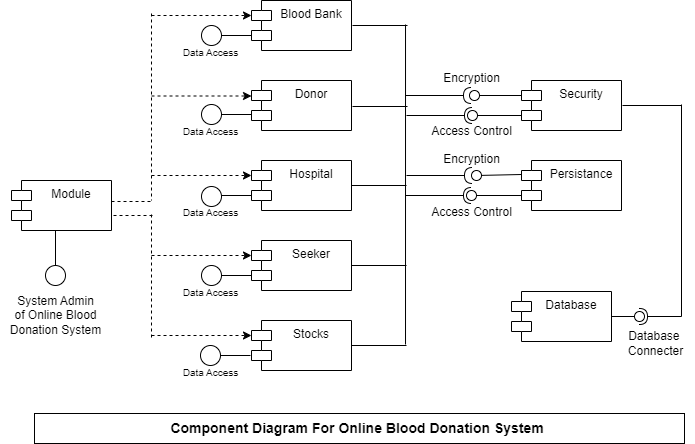 Blood Bank
Data Access
Donor
Data Access
Encryption
Security
Access Control
Module
Hospital
Data Access
Encryption
Persistance
Access Control
System Admin
of Online Blood
Donation System
Seeker
Data Access
Stocks
Data Access
Database
Database
Connecter
Component Diagram For Online Blood Donation System